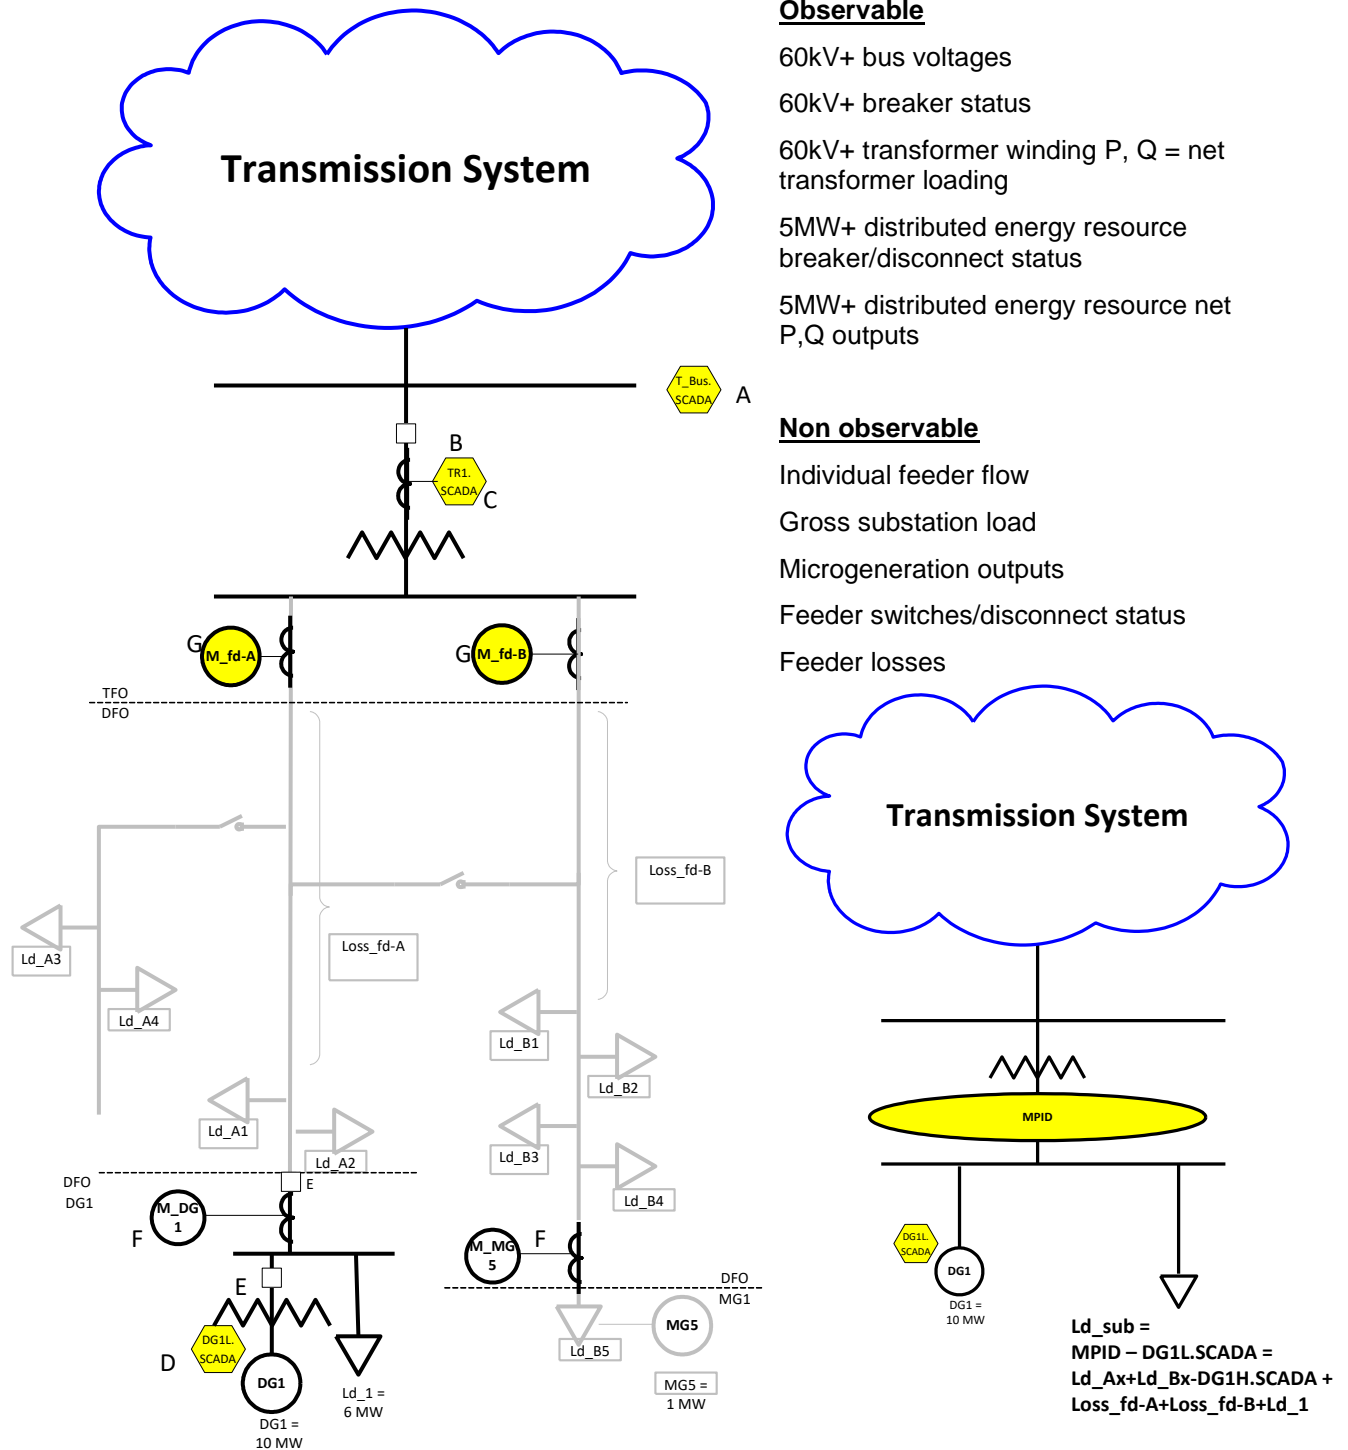 Observable
60kV+ bus voltages
60kV+ breaker status
60kV+ transformer winding P, Q = net
transformer loading
5MW+ distributed energy resource
breaker/disconnect status
5MW+ distributed energy resource net
P,Q outputs
Non observable
Individual feeder flow
Gross substation load
Microgeneration outputs
Feeder switches/disconnect status
Feeder losses
Transmission System
T_Bus.
SCADA
A
B
TR1.
SCADA
C
G
M_fd-A
G
M_fd-B
TFO
DFO
Loss_fd-B
Loss_fd-A
Ld_A3
Ld_A4
Ld_B1
Ld_B2
Ld_A1
Ld_A2
Ld_B3
Ld_B4
DFO
DG1
E
M_DG
1
F
M_MG
5
F
DFO
MG1
E
DG1L.
SCADA
D
DG1
DG1 =
10 MW
Ld_1 =
6 MW
Ld_B5
MG5
MG5 =
1 MW
Transmission System
MPID
DG1L.
SCADA
DG1
DG1 =
10 MW
Ld_sub =
MPID – DG1L.SCADA =
Ld_Ax+Ld_Bx-DG1H.SCADA +
Loss_fd-A+Loss_fd-B+Ld_1